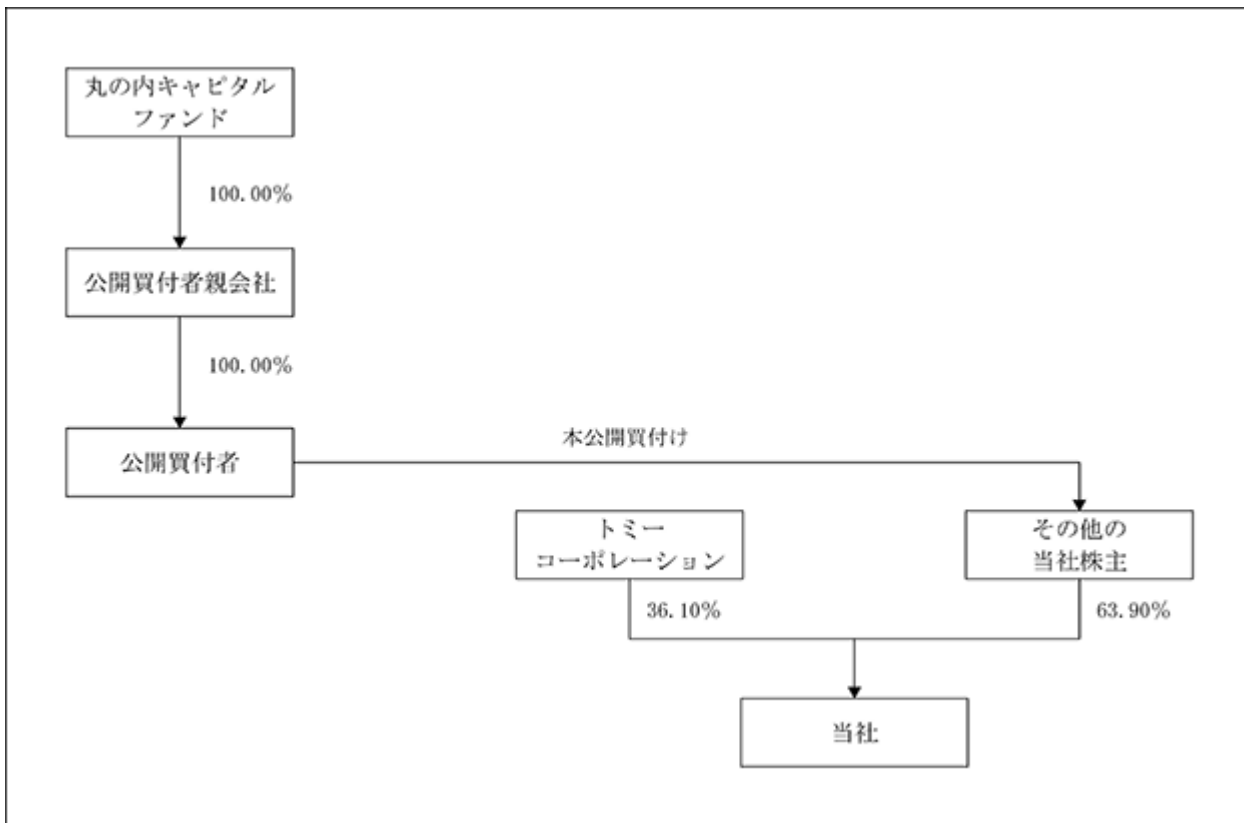 丸の内キャピタル
ファンド
100.00%
公開買付者親会社
100.00%
公開買付者
本公開買付け
トミー
コーポレーション
その他の
当社株主
36.10%
63.90%
当社